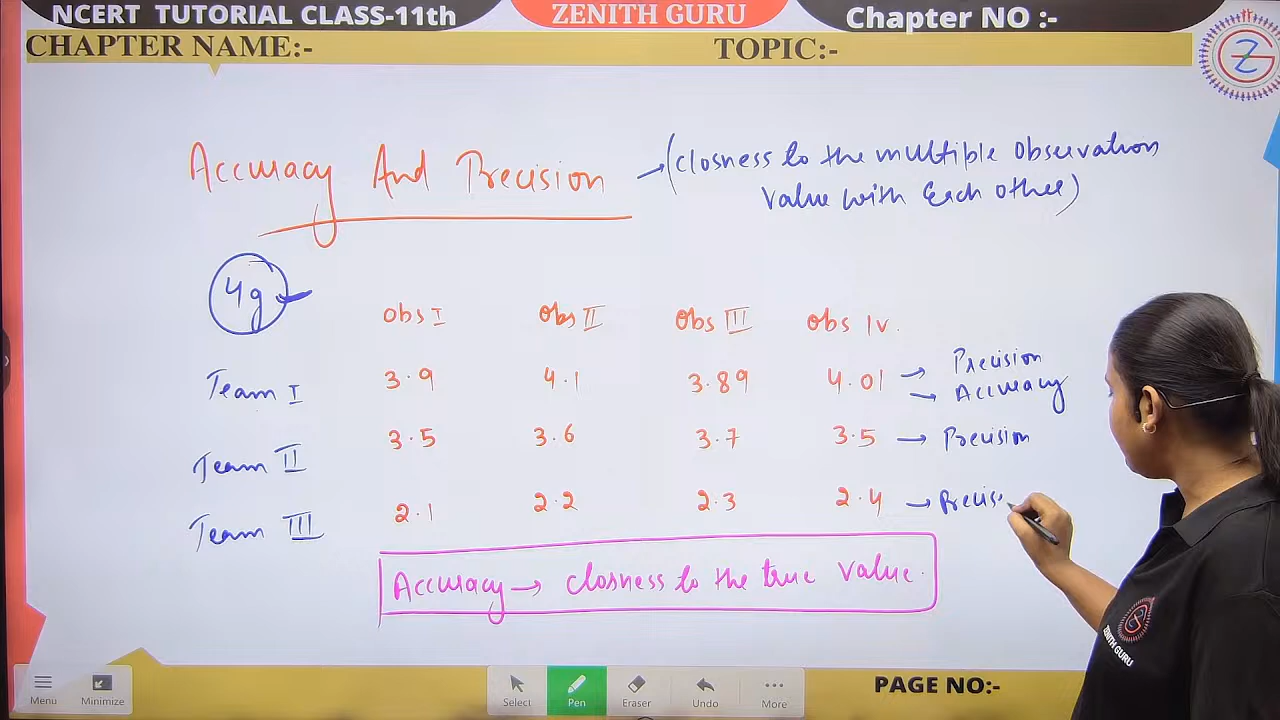 NCERT TUTORIAL CLASS-11th
ZENITH GURU
Chapter NO :-
CHAPTER NAME:-
TOPIC:-
Accuracy And Precision → (closness to the multiple observation
value with Each other)
4g
Obs I Obs II Obs III Obs IV.
Team I 3.9 4.1 3.89 4.01 → Precision
→ Accuracy
Team II 3.5 3.6 3.7 3.5 → Precision
Team III 2.1 2.2 2.3 2.4 → Precis
Accuracy → closness to the true value.
ZENITH GURU
Menu Minimize Select Pen Eraser Undo More
PAGE NO:-